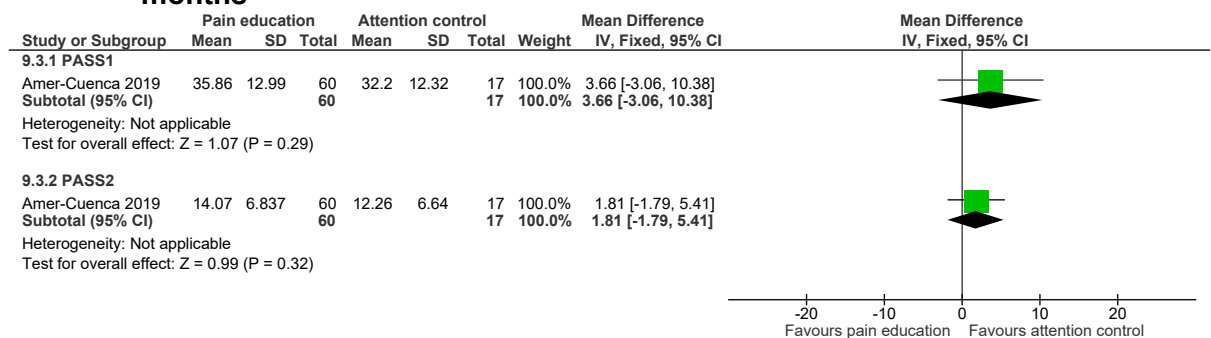 months
Pain education Attention control Mean Difference Mean Difference
Study or Subgroup Mean SD Total Mean SD Total Weight IV, Fixed, 95% CI IV, Fixed, 95% CI
9.3.1 PASS1
Amer-Cuenca 2019 35.86 12.99 60 32.2 12.32 17 100.0% 3.66 [-3.06, 10.38]
Subtotal (95% CI) 60 17 100.0% 3.66 [-3.06, 10.38]
Heterogeneity: Not applicable
Test for overall effect: Z = 1.07 (P = 0.29)
9.3.2 PASS2
Amer-Cuenca 2019 14.07 6.837 60 12.26 6.64 17 100.0% 1.81 [-1.79, 5.41]
Subtotal (95% CI) 60 17 100.0% 1.81 [-1.79, 5.41]
Heterogeneity: Not applicable
Test for overall effect: Z = 0.99 (P = 0.32)
-20 -10 0 10 20
Favours pain education Favours attention control